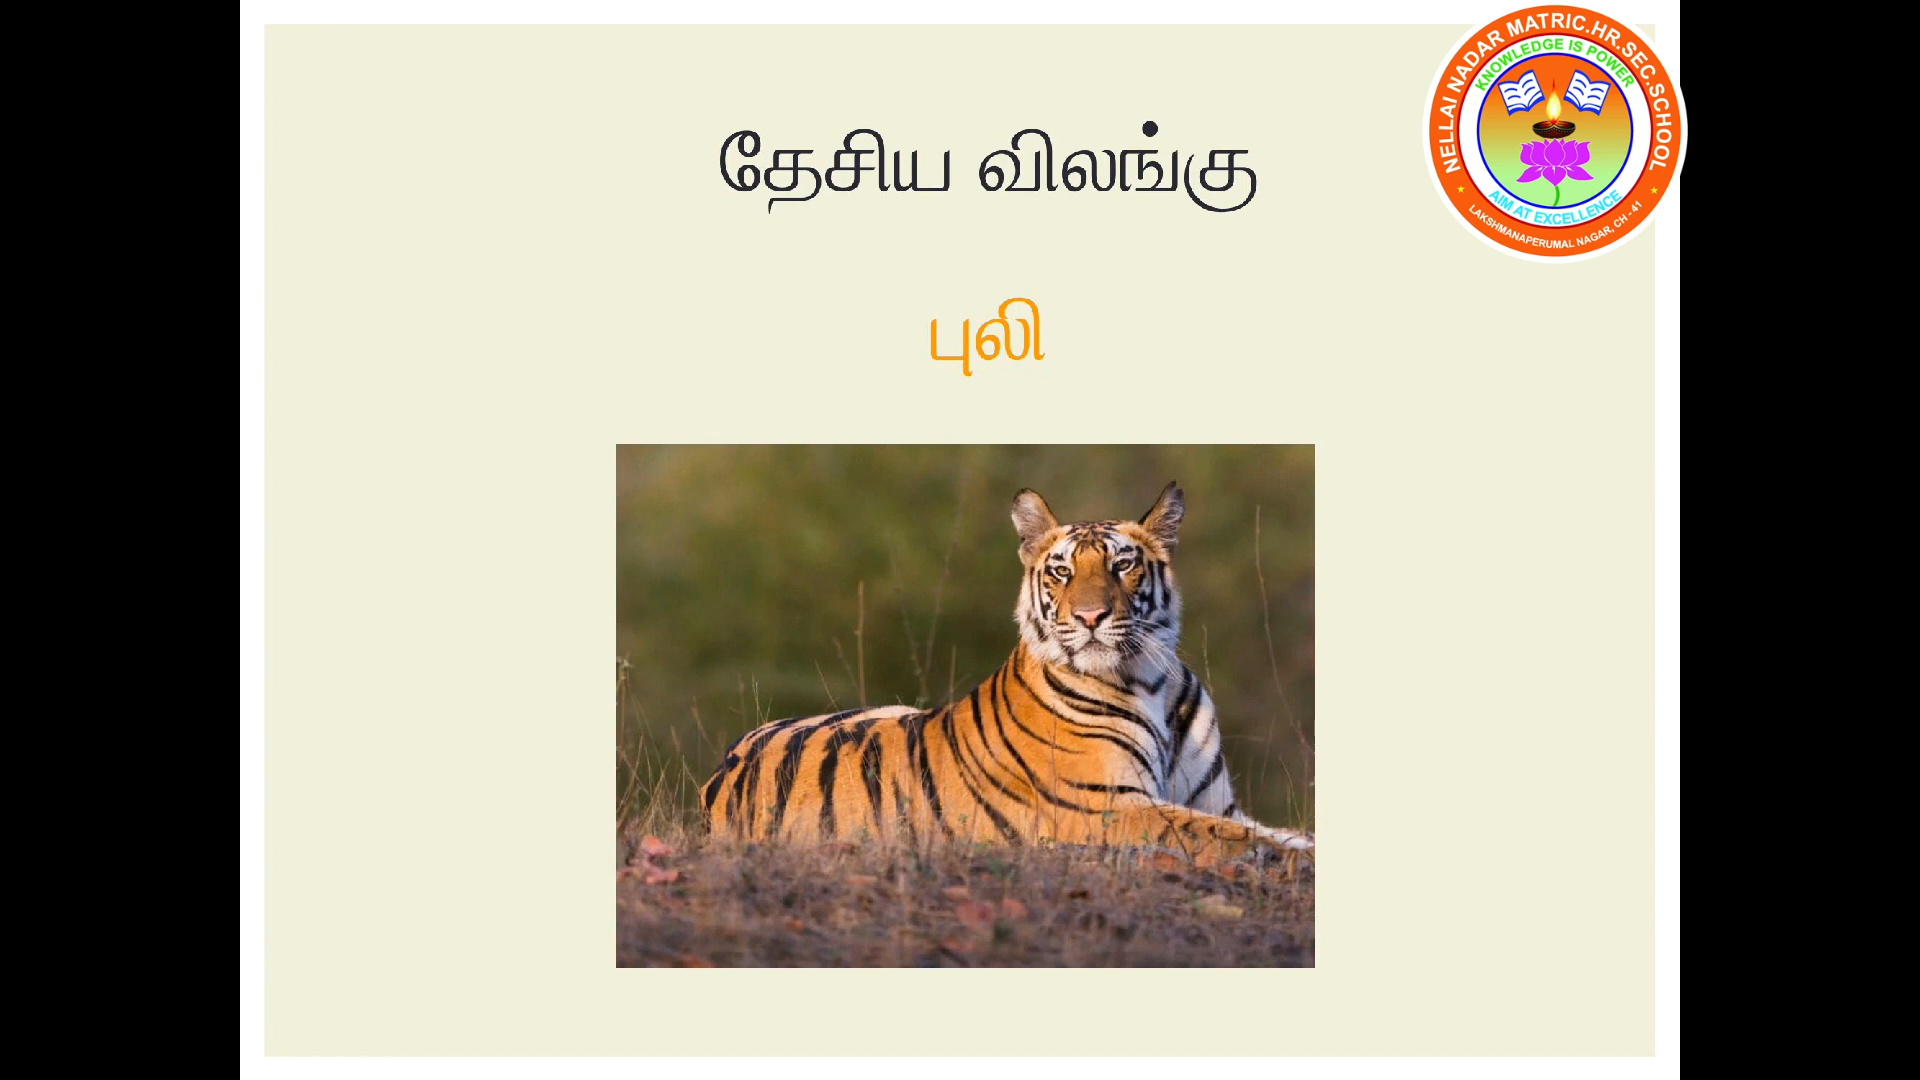 தேசிய விலங்கு
புலி
NELLAI NADAR MATRIC.HR.SEC.SCHOOL
KNOWLEDGE IS POWER
AIM AT EXCELLENCE
LAKSHMANAPERUMAL NAGAR, CH - 41